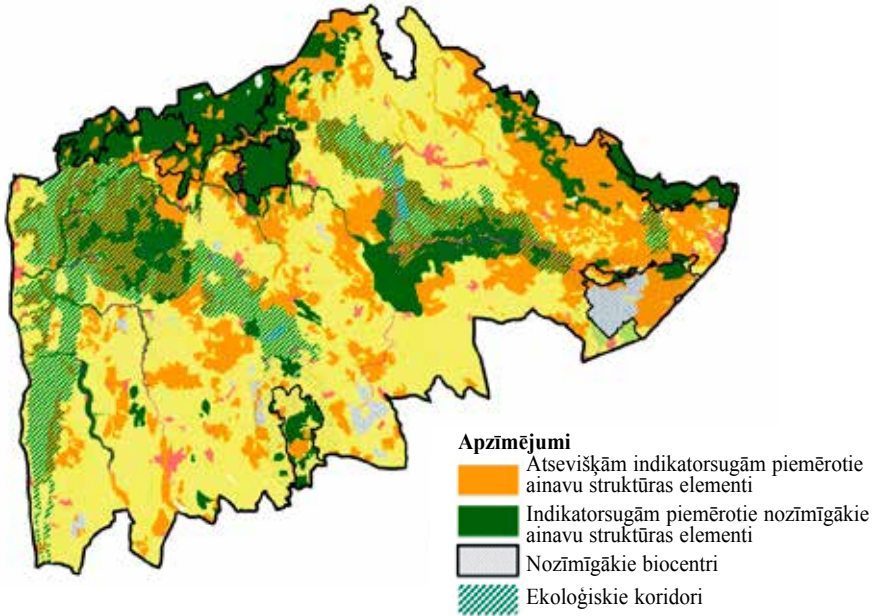 Apzīmējumi
Atsevišķām indikatorsugām piemērotie
ainavu struktūras elementi
Indikatorsugām piemērotie nozīmīgākie
ainavu struktūras elementi
Nozīmīgākie biocentri
Ekoloģiskie koridori